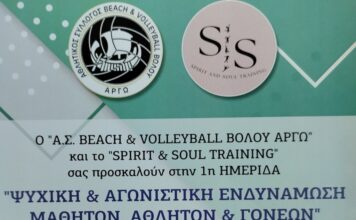 ΑΘΛΗΤΙΚΟΣ ΣΥΛΛΟΓΟΣ BEACH & VOLLEYBALL ΒΟΛΟΥ
ΑΡΓΩ
S S
SPIRIT AND SOUL TRAINING
Ο "Α.Σ. BEACH & VOLLEYBALL ΒΟΛΟΥ ΑΡΓΩ"
και το "SPIRIT & SOUL TRAINING"
σας προσκαλούν στην 1η ΗΜΕΡΙΔΑ
"ΨΥΧΙΚΗ & ΑΓΩΝΙΣΤΙΚΗ ΕΝΔΥΝΑΜΩΣΗ
ΜΑΘΗΤΩΝ, ΑΘΛΗΤΩΝ & ΓΟΝΕΩΝ"